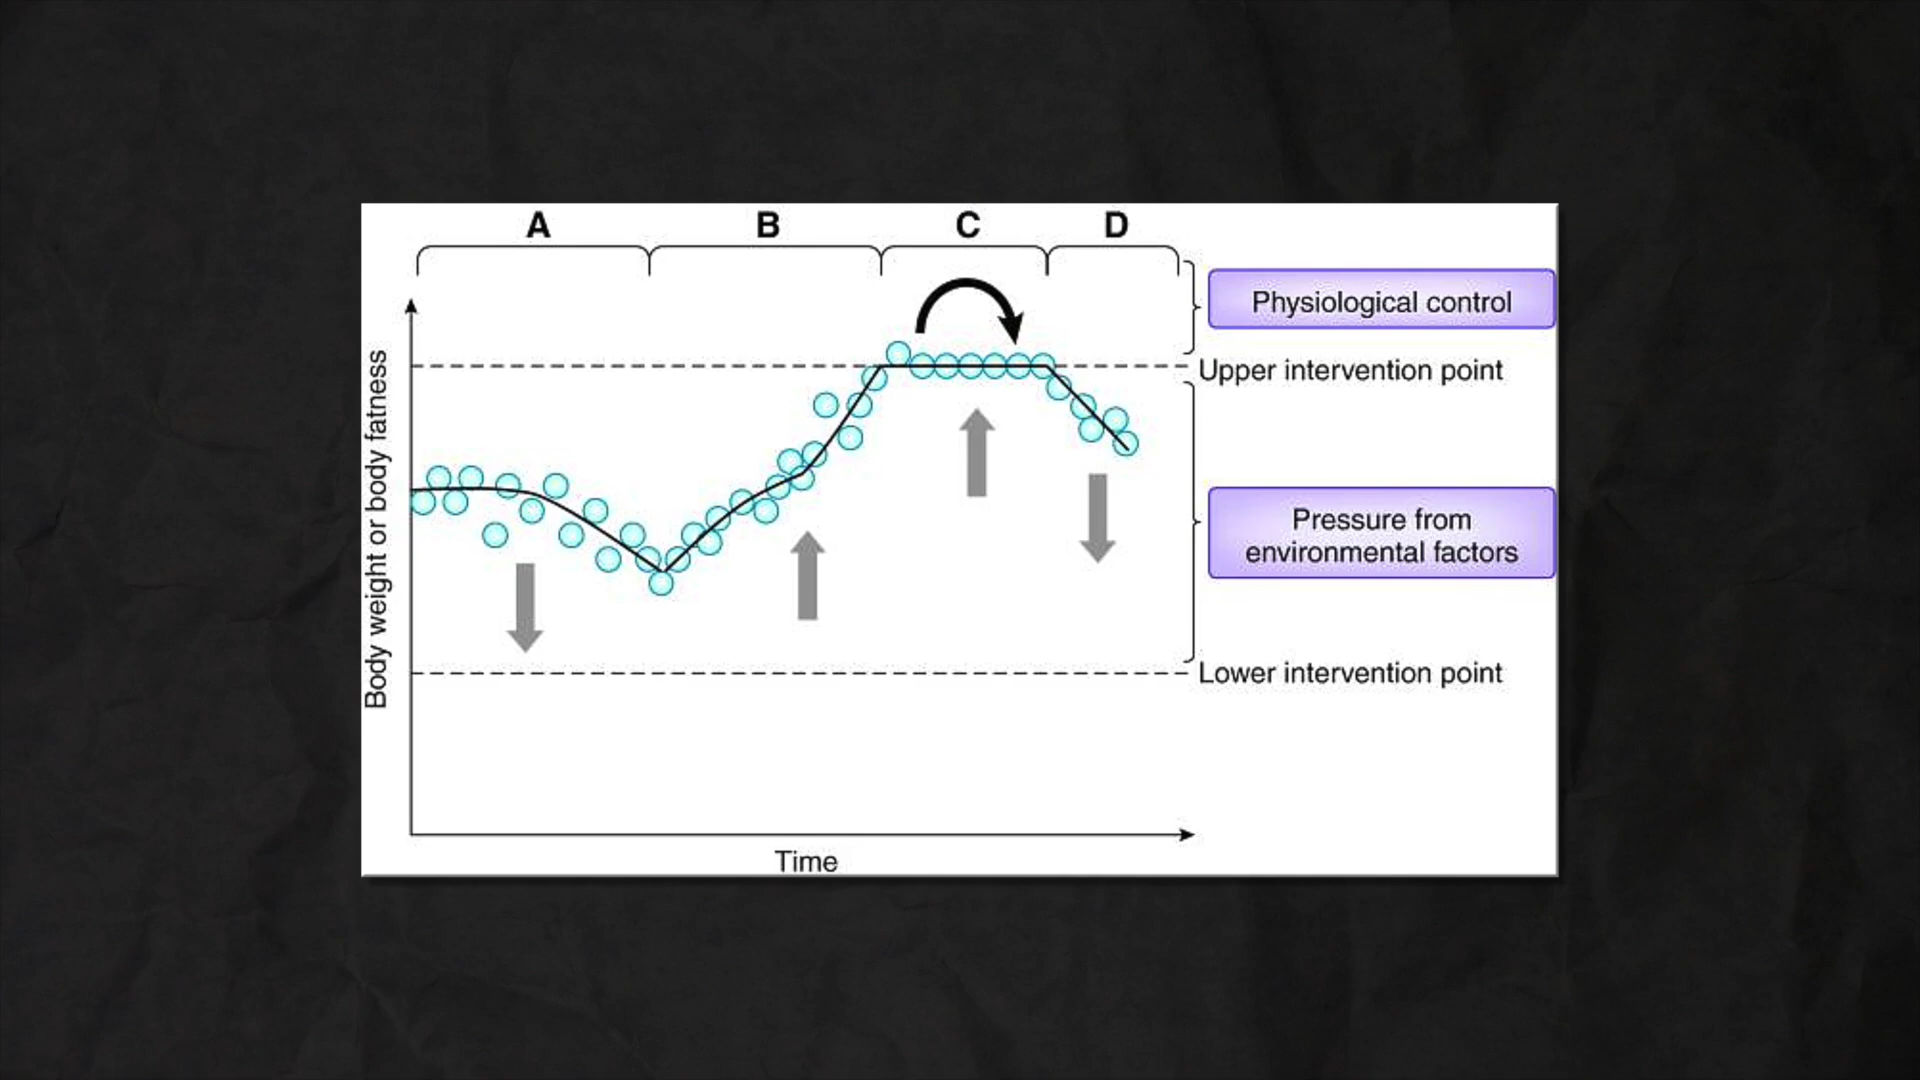 A
B
C
D
Physiological control
Upper intervention point
Body weight or body fatness
Pressure from
environmental factors
Lower intervention point
Time